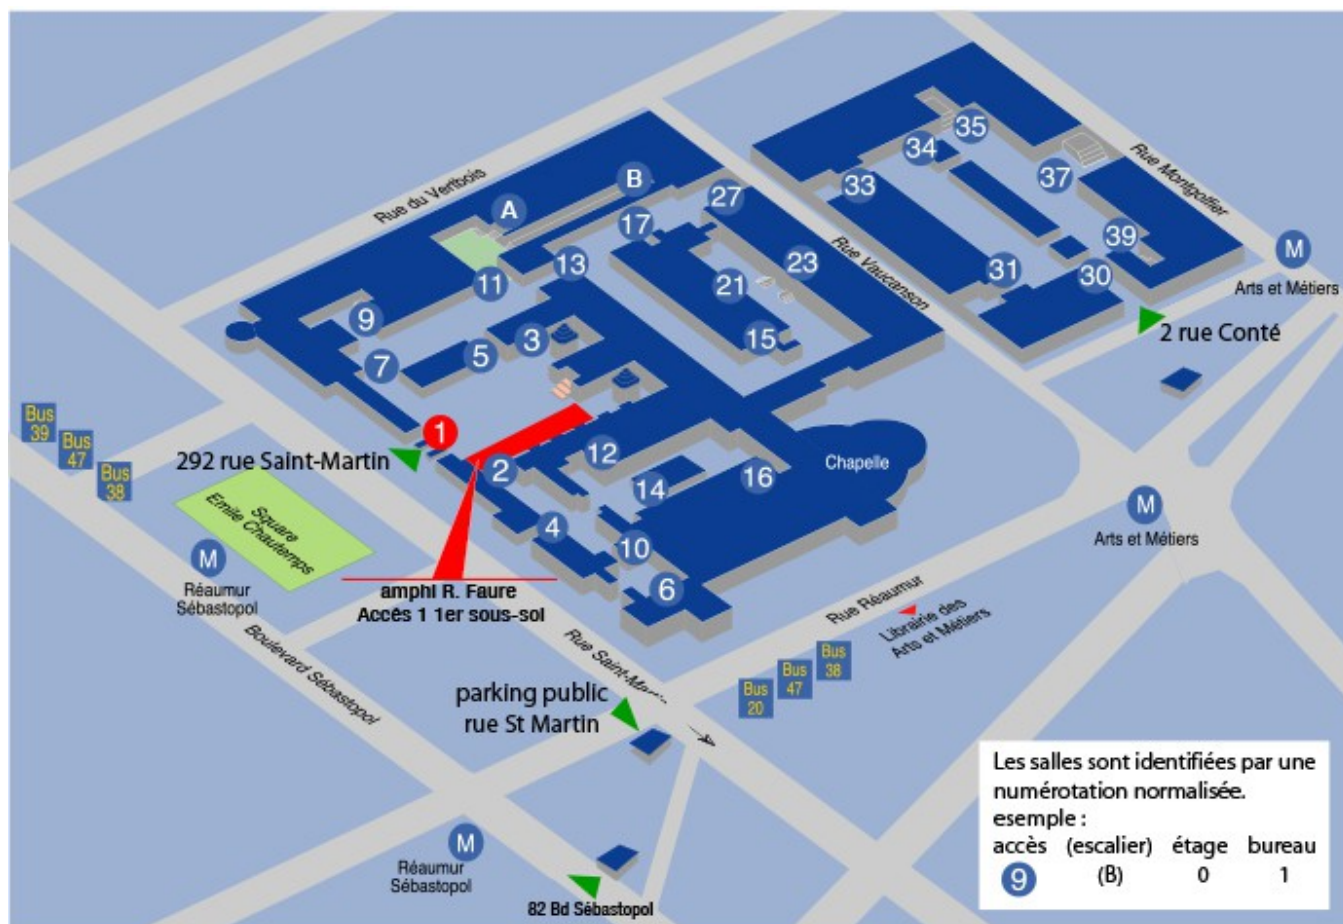 Rue du Vertbois
Rue Montgolfier
35
34
37
B
A
33
27
17
Rue Vaucanson
39
M
Arts et Métiers
13
23
31
30
11
21
2 rue Conté
9
3
15
5
7
Bus
39
Bus
47
Bus
38
1
292 rue Saint-Martin
2
12
16
Chapelle
14
Square
Emile Chautemps
4
10
M
Arts et Métiers
M
Réaumur
Sébastopol
6
amphi R. Faure
Accès 1 1er sous-sol
Rue Réaumur
Librairie des
Arts et Métiers
Boulevard Sébastopol
Rue Saint-Martin
Bus
20
Bus
47
Bus
38
parking public
rue St Martin
Les salles sont identifiées par une
numérotation normalisée.
esemple :
accès (escalier) étage bureau
9 (B) 0 1
M
Réaumur
Sébastopol
82 Bd Sébastopol